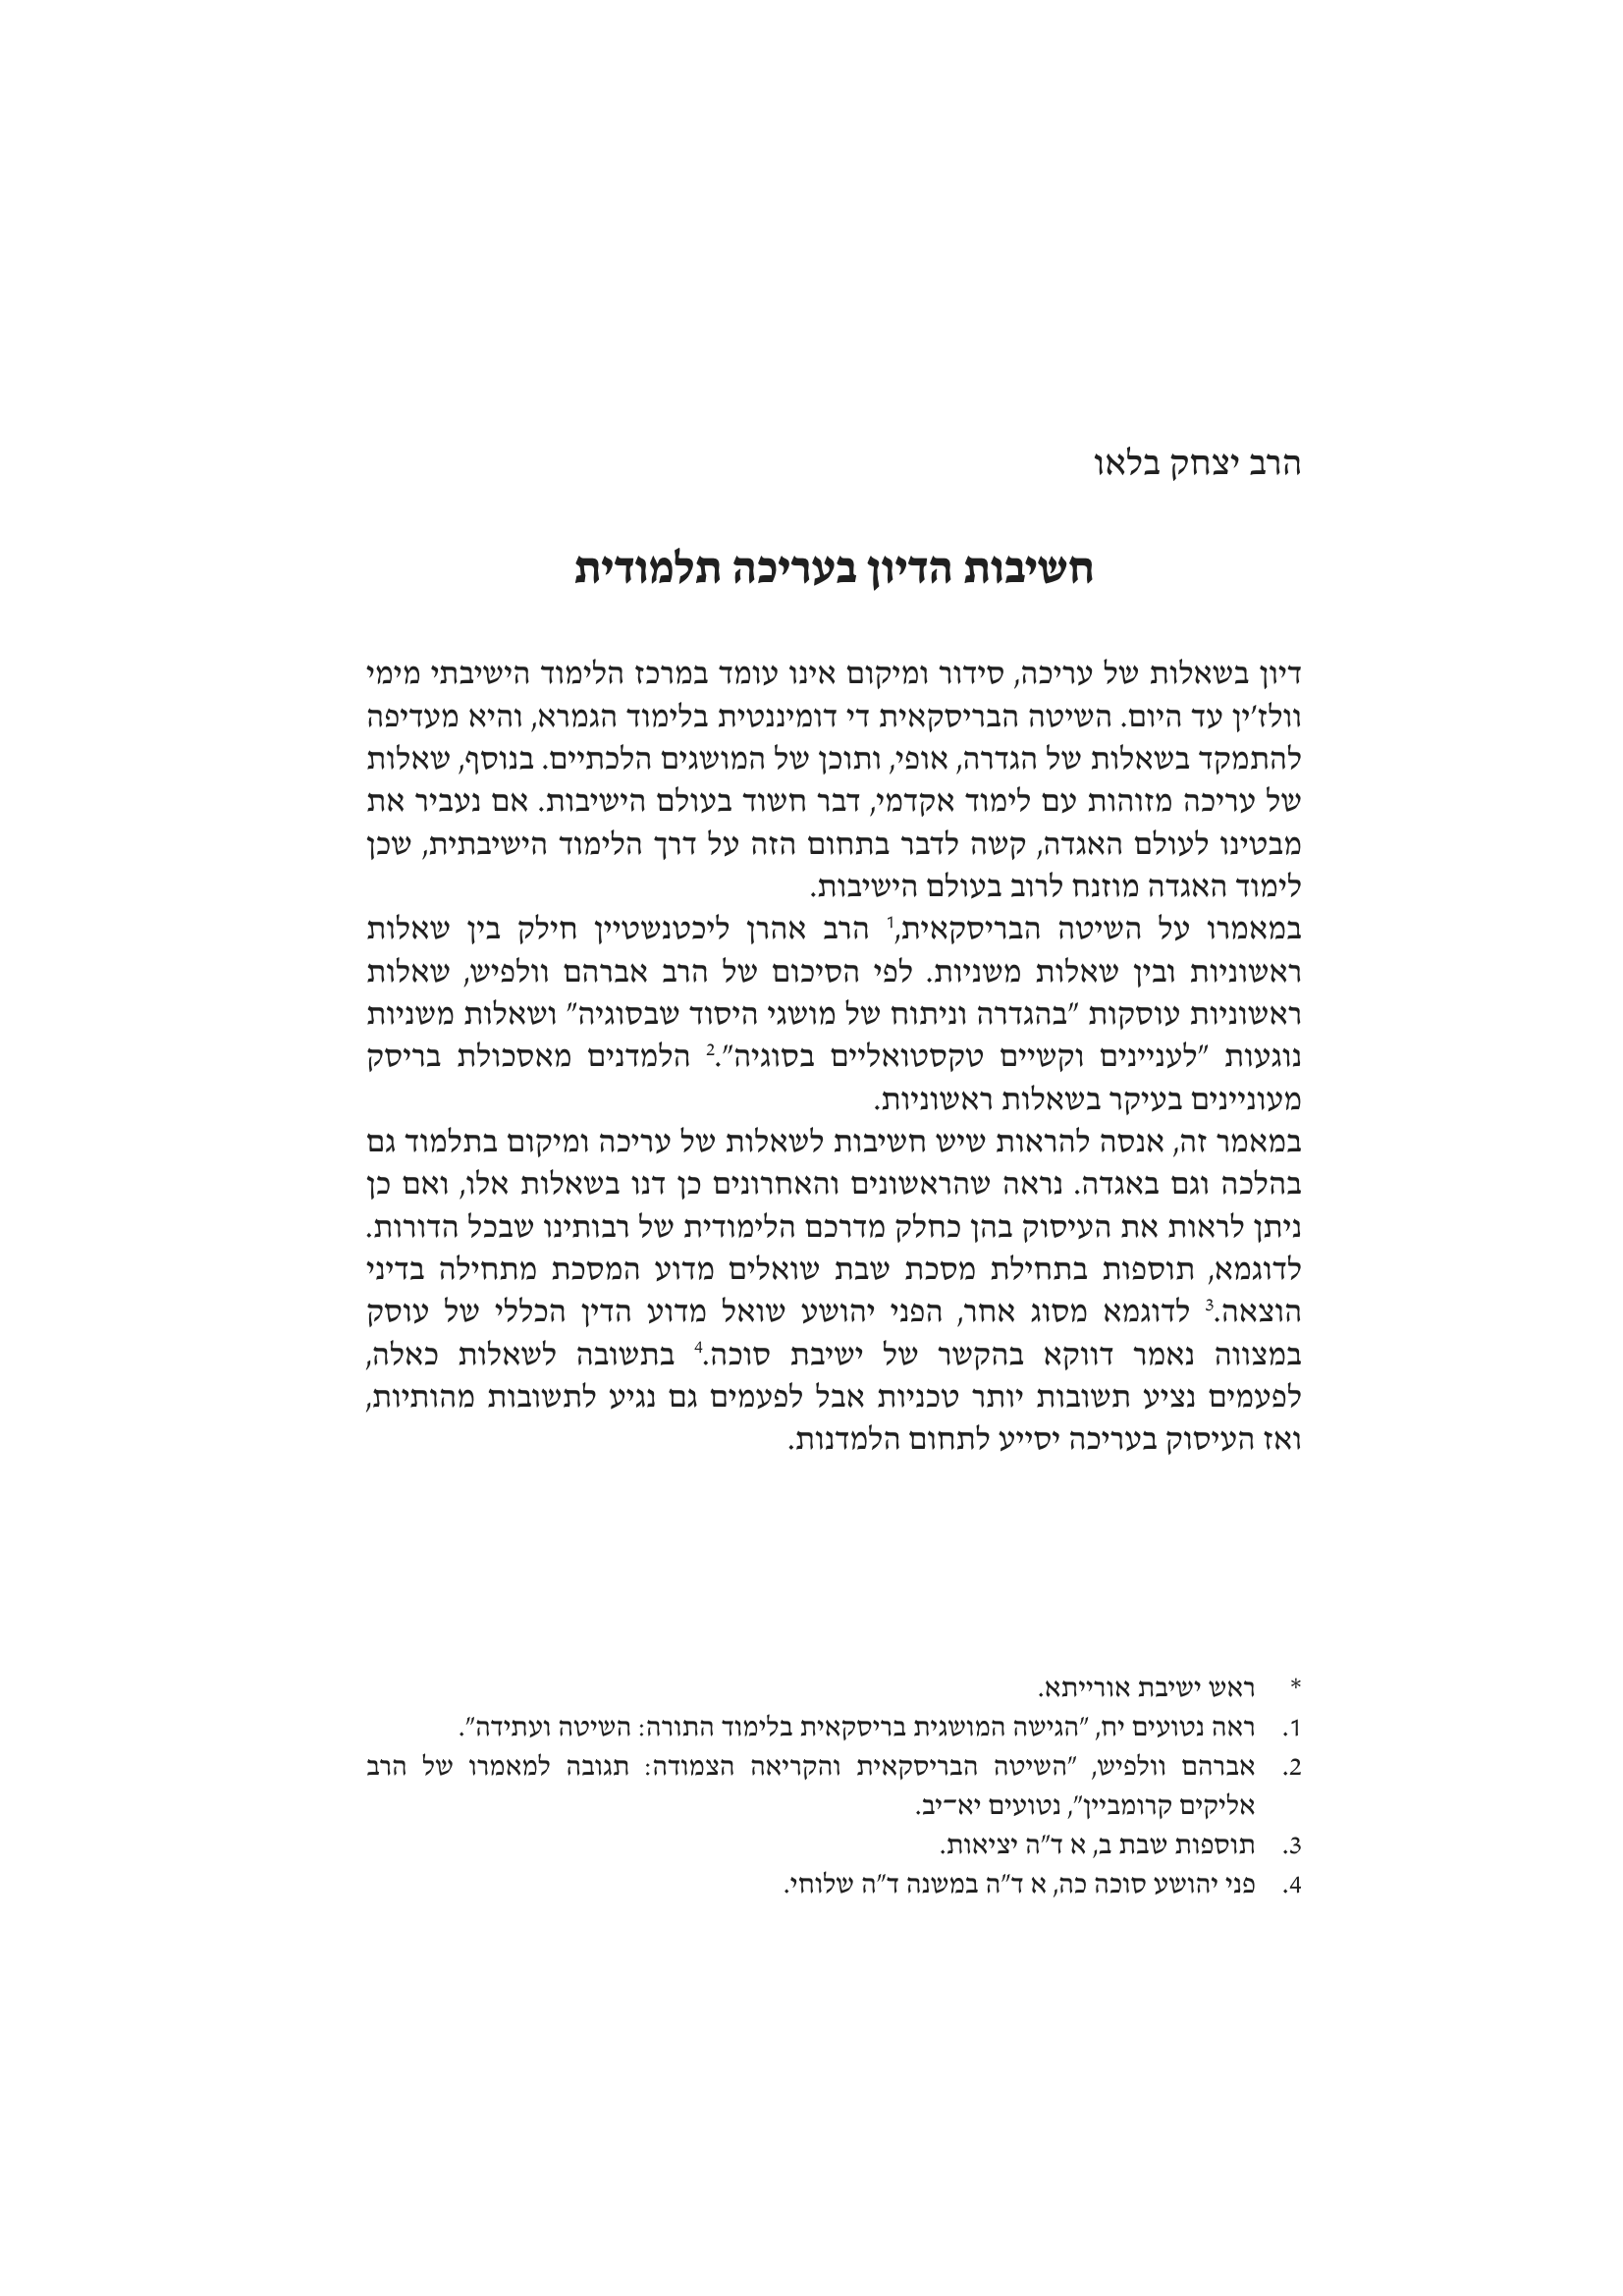 הרב יצחק בלאו
חשיבות הדיון בעריכה תלמודית
דיון בשאלות של עריכה, סידור ומיקום אינו עומד במרכז הלימוד הישיבתי מימי
וולז'ין עד היום. השיטה הבריסקאית די דומיננטית בלימוד הגמרא, והיא מעדיפה
להתמקד בשאלות של הגדרה, אופי, ותוכן של המושגים הלכתיים. בנוסף, שאלות
של עריכה מזוהות עם לימוד אקדמי, דבר חשוד בעולם הישיבות. אם נעביר את
מבטינו לעולם האגדה, קשה לדבר בתחום הזה על דרך הלימוד הישיבתית, שכן
לימוד האגדה מוזנח לרוב בעולם הישיבות.
במאמרו על השיטה הבריסקאית,1 הרב אהרן ליכטנשטיין חילק בין שאלות
ראשוניות ובין שאלות משניות. לפי הסיכום של הרב אברהם וולפיש, שאלות
ראשוניות עוסקות "בהגדרה וניתוח של מושגי היסוד שבסוגיה" ושאלות משניות
נוגעות "לעניינים וקשיים טקסטואליים בסוגיה".2 הלמדנים מאסכולת בריסק
מעוניינים בעיקר בשאלות ראשוניות.
במאמר זה, אנסה להראות שיש חשיבות לשאלות של עריכה ומיקום בתלמוד גם
בהלכה וגם באגדה. נראה שהראשונים והאחרונים כן דנו בשאלות אלו, ואם כן
ניתן לראות את העיסוק בהן כחלק מדרכם הלימודית של רבותינו שבכל הדורות.
לדוגמא, תוספות בתחילת מסכת שבת שואלים מדוע המסכת מתחילה בדיני
הוצאה.3 לדוגמא מסוג אחר, הפני יהושע שואל מדוע הדין הכללי של עוסק
במצווה נאמר דווקא בהקשר של ישיבת סוכה.4 בתשובה לשאלות כאלה,
לפעמים נציע תשובות יותר טכניות אבל לפעמים גם נגיע לתשובות מהותיות,
ואז העיסוק בעריכה יסייע לתחום הלמדנות.
* ראש ישיבת אורייתא.
1. ראה נטועים יח, "הגישה המושגית בריסקאית בלימוד התורה: השיטה ועתידה".
2. אברהם וולפיש, "השיטה הבריסקאית והקריאה הצמודה: תגובה למאמרו של הרב
אליקים קרומביין", נטועים יא־יב.
3. תוספות שבת ב, א ד"ה יציאות.
4. פני יהושע סוכה כה, א ד"ה במשנה ד"ה שלוחי.